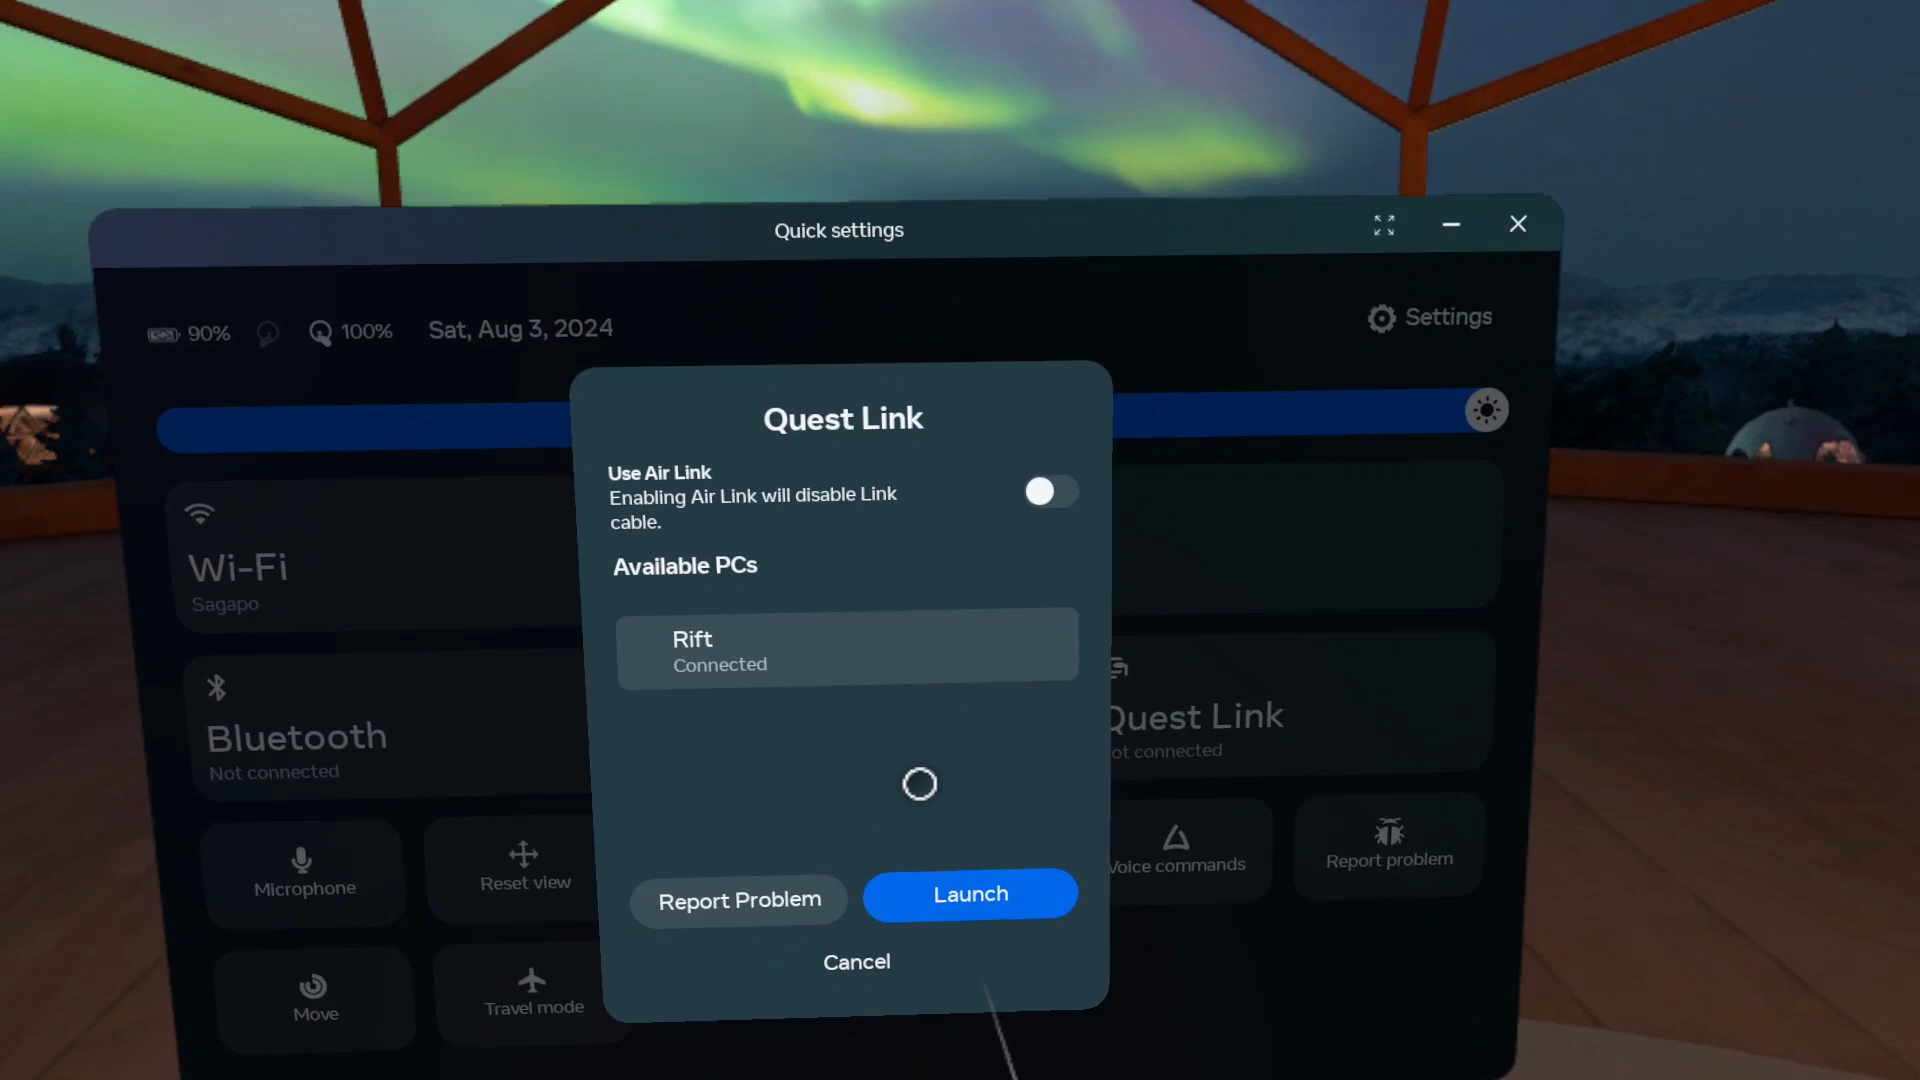 Quick settings
90%
100%
Sat, Aug 3, 2024
Settings
Quest Link
Use Air Link
Enabling Air Link will disable Link
cable.
Available PCs
Rift
Connected
Report Problem
Launch
Cancel
Wi-Fi
Sagapo
Bluetooth
Not connected
Quest Link
ot connected
Microphone
Reset view
Voice commands
Report problem
Move
Travel mode